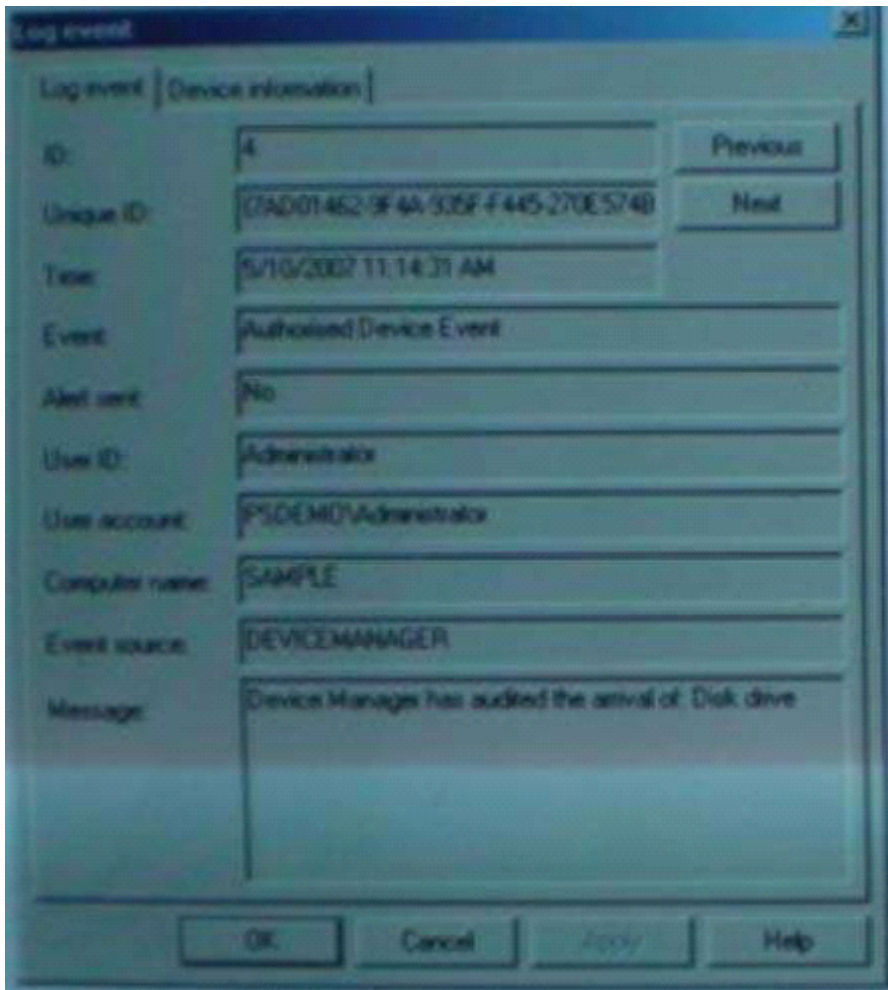 Log event
Log event Device information
ID: 4 Previous
Unique ID: Next
Time: 5/10/2007 11:14:31 AM
Event: Authorised Device Event
Alert sent: No
User ID: Administrator
User account: PSDEMO\Administrator
Computer name: SAMPLE
Event source: DEVICEMANAGER
Message: Device Manager has audited the arrival of: Disk drive
OK Cancel Apply Help